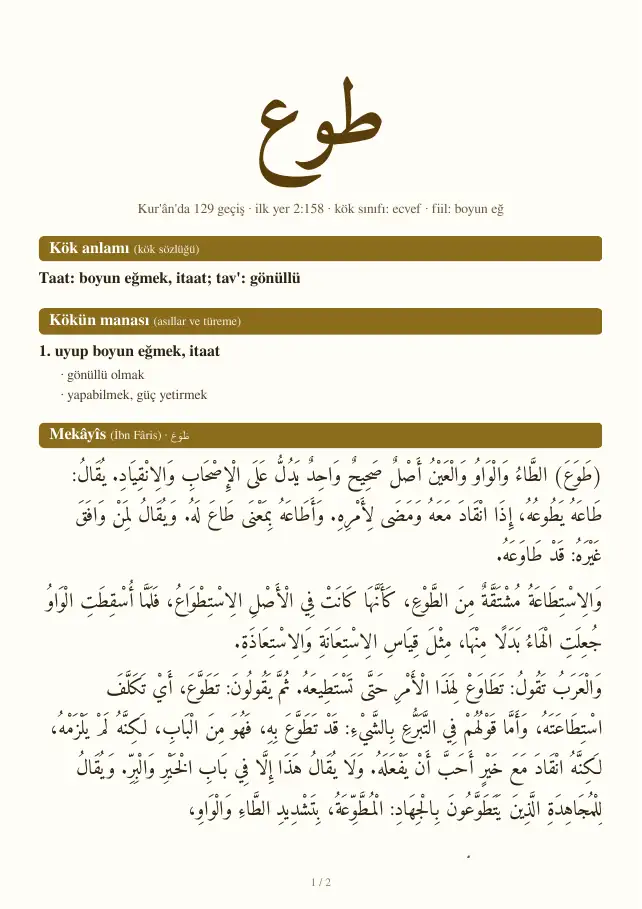 طوع
Kur'ân'da 129 geçiş · ilk yer 2:158 · kök sınıfı: ecvef · fiil: boyun eğ
Kök anlamı (kök sözlüğü)
Taat: boyun eğmek, itaat; tav': gönüllü
Kökün manası (asıllar ve türeme)
1. uyup boyun eğmek, itaat
· gönüllü olmak
· yapabilmek, güç yetirmek
Mekâyîs (İbn Fâris) · طَوَعَ
(طَوَعَ) الطَّاءُ وَالْوَاوُ وَالْعَيْنُ أَصْلٌ صَحِيحٌ وَاحِدٌ يَدُلُّ عَلَى الْإِصْحَابِ وَالِانْقِيَادِ. يُقَالُ:
طَاعَهُ يَطُوعُهُ، إِذَا انْقَادَ مَعَهُ وَمَضَى لِأَمْرِهِ. وَأَطَاعَهُ بِمَعْنَى طَاعَ لَهُ. وَيُقَالُ لِمَنْ وَافَقَ
غَيْرَهُ: قَدْ طَاوَعَهُ.
وَالِاسْتِطَاعَةُ مُشْتَقَّةٌ مِنَ الطَّوْعِ، كَأَنَّهَا كَانَتْ فِي الْأَصْلِ الِاسْتِطْوَاعُ، فَلَمَّا أُسْقِطَتِ الْوَاوُ
جُعِلَتِ الْهَاءُ بَدَلًا مِنْهَا، مِثْلَ قِيَاسِ الِاسْتِعَانَةِ وَالِاسْتِعَاذَةِ.
وَالْعَرَبُ تَقُولُ: تَطَاوَعْ لِهَذَا الْأَمْرِ حَتَّى تَسْتَطِيعَهُ. ثُمَّ يَقُولُونَ: تَطَوَّعَ، أَيْ تَكَلَّفَ
اسْتِطَاعَتَهُ، وَأَمَّا قَوْلُهُمْ فِي التَّبَرُّعِ بِالشَّيْءِ: قَدْ تَطَوَّعَ بِهِ، فَهُوَ مِنَ الْبَابِ، لَكِنَّهُ لَمْ يَلْزَمْهُ،
لَكِنَّهُ انْقَادَ مَعَ خَيْرٍ أَحَبَّ أَنْ يَفْعَلَهُ. وَلَا يُقَالُ هَذَا إِلَّا فِي بَابِ الْخَيْرِ وَالْبِرِّ. وَيُقَالُ
لِلْمُجَاهِدَةِ الَّذِينَ يَتَطَوَّعُونَ بِالْجِهَادِ: الْمُطَّوِّعَةُ، بِتَشْدِيدِ الطَّاءِ وَالْوَاوِ،
1 / 2